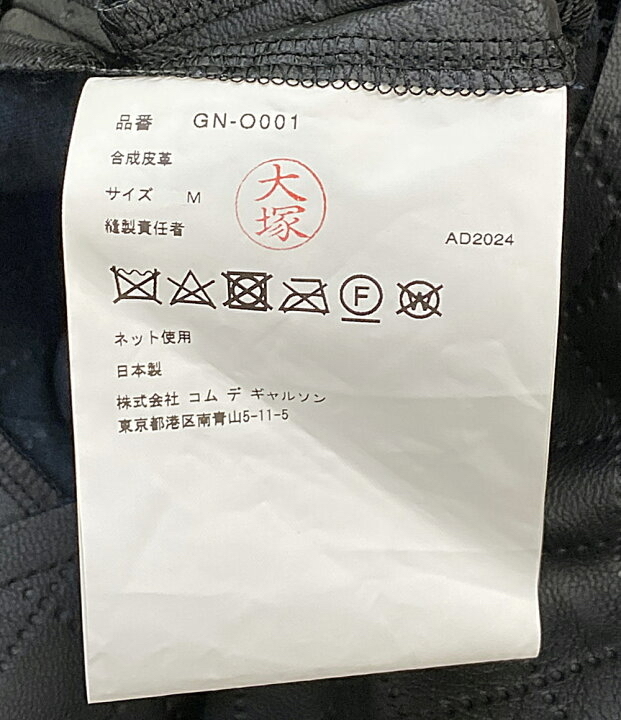 品番 GN-O001
合成皮革
サイズ M
大塚
縫製責任者
AD2024
F W
ネット使用
日本製
株式会社 コム デ ギャルソン
東京都港区南青山5-11-5